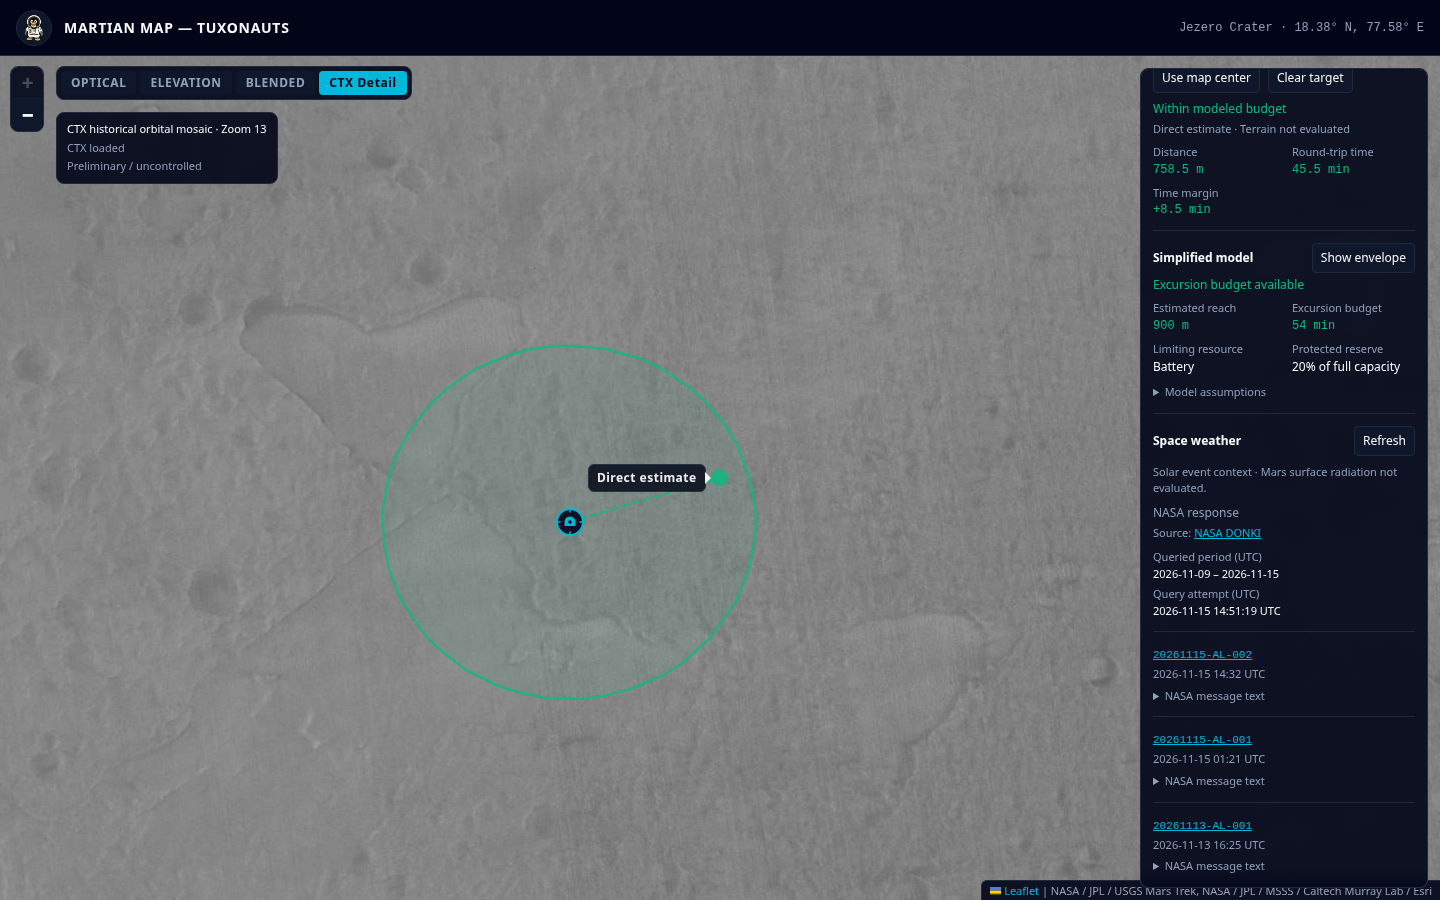 MARTIAN MAP — TUXONAUTS
Jezero Crater · 18.38° N, 77.58° E
+
−
OPTICAL
ELEVATION
BLENDED
CTX Detail
CTX historical orbital mosaic · Zoom 13
CTX loaded
Preliminary / uncontrolled
Direct estimate
Use map center
Clear target
Within modeled budget
Direct estimate · Terrain not evaluated
Distance
758.5 m
Round-trip time
45.5 min
Time margin
+8.5 min
Simplified model
Show envelope
Excursion budget available
Estimated reach
900 m
Excursion budget
54 min
Limiting resource
Battery
Protected reserve
20% of full capacity
▶ Model assumptions
Space weather
Refresh
Solar event context · Mars surface radiation not
evaluated.
NASA response
Source: NASA DONKI
Queried period (UTC)
2026-11-09 – 2026-11-15
Query attempt (UTC)
2026-11-15 14:51:19 UTC
20261115-AL-002
2026-11-15 14:32 UTC
▶ NASA message text
20261115-AL-001
2026-11-15 01:21 UTC
▶ NASA message text
20261113-AL-001
2026-11-13 16:25 UTC
▶ NASA message text
Leaflet | NASA / JPL / USGS Mars Trek, NASA / JPL / MSSS / Caltech Murray Lab / Esri